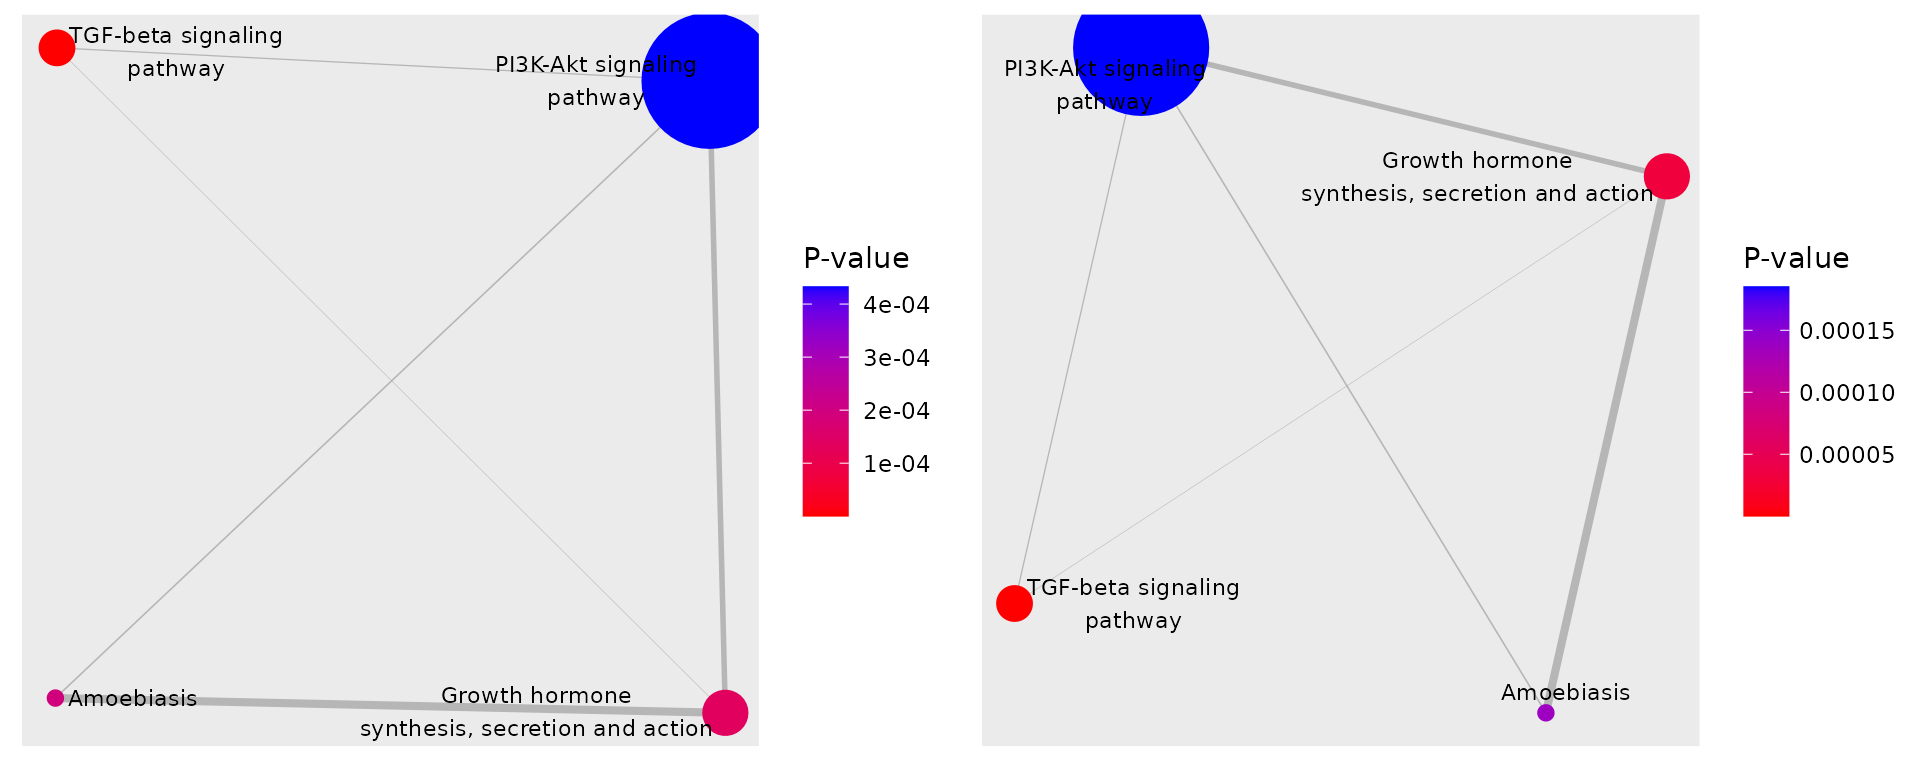 TGF-beta signaling
pathway
PI3K-Akt signaling
pathway
Amoebiasis
Growth hormone
synthesis, secretion and action
P-value
4e-04
3e-04
2e-04
1e-04
PI3K-Akt signaling
pathway
Growth hormone
synthesis, secretion and action
TGF-beta signaling
pathway
Amoebiasis
P-value
0.00015
0.00010
0.00005